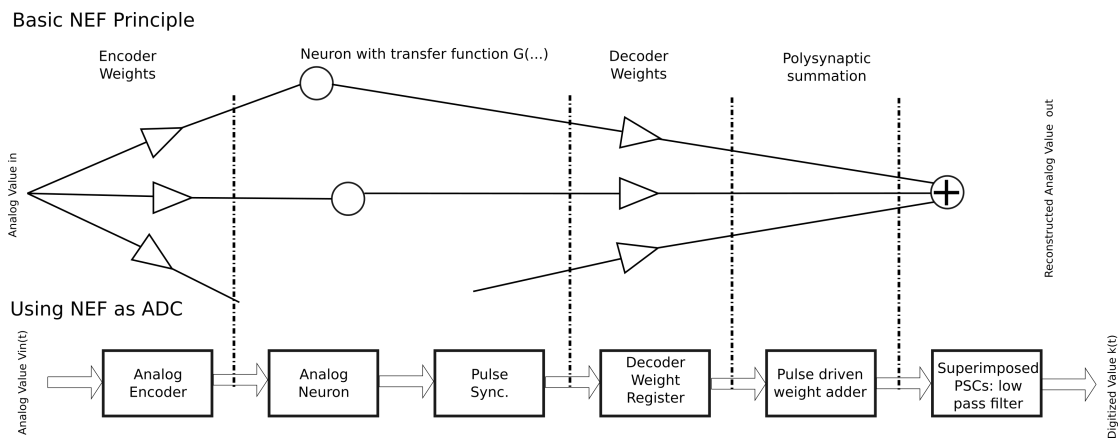 Basic NEF Principle
Encoder
Weights
Neuron with transfer function G(...)
Decoder
Weights
Polysynaptic
summation
Analog Value in
Reconstructed Analog Value out
Using NEF as ADC
Analog Value Vin(t)
Analog
Encoder
Analog
Neuron
Pulse
Sync.
Decoder
Weight
Register
Pulse driven
weight adder
Superimposed
PSCs: low
pass filter
Digitized Value k(t)